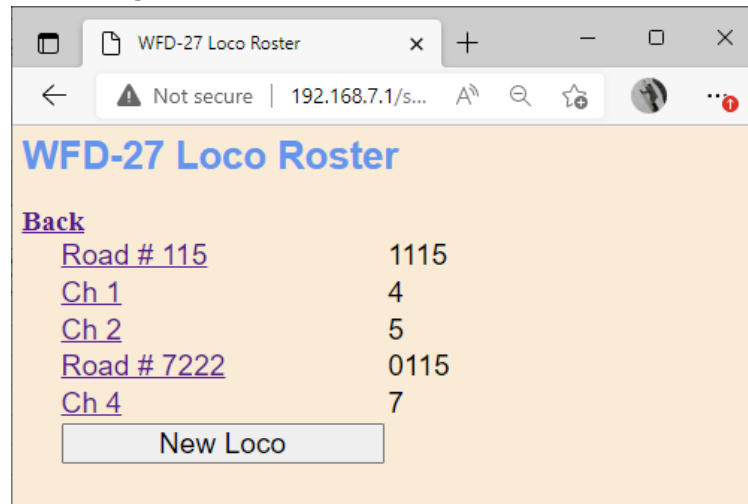 WFD-27 Loco Roster
Not secure | 192.168.7.1/s...
WFD-27 Loco Roster
Back
Road # 115 1115
Ch 1 4
Ch 2 5
Road # 7222 0115
Ch 4 7
New Loco